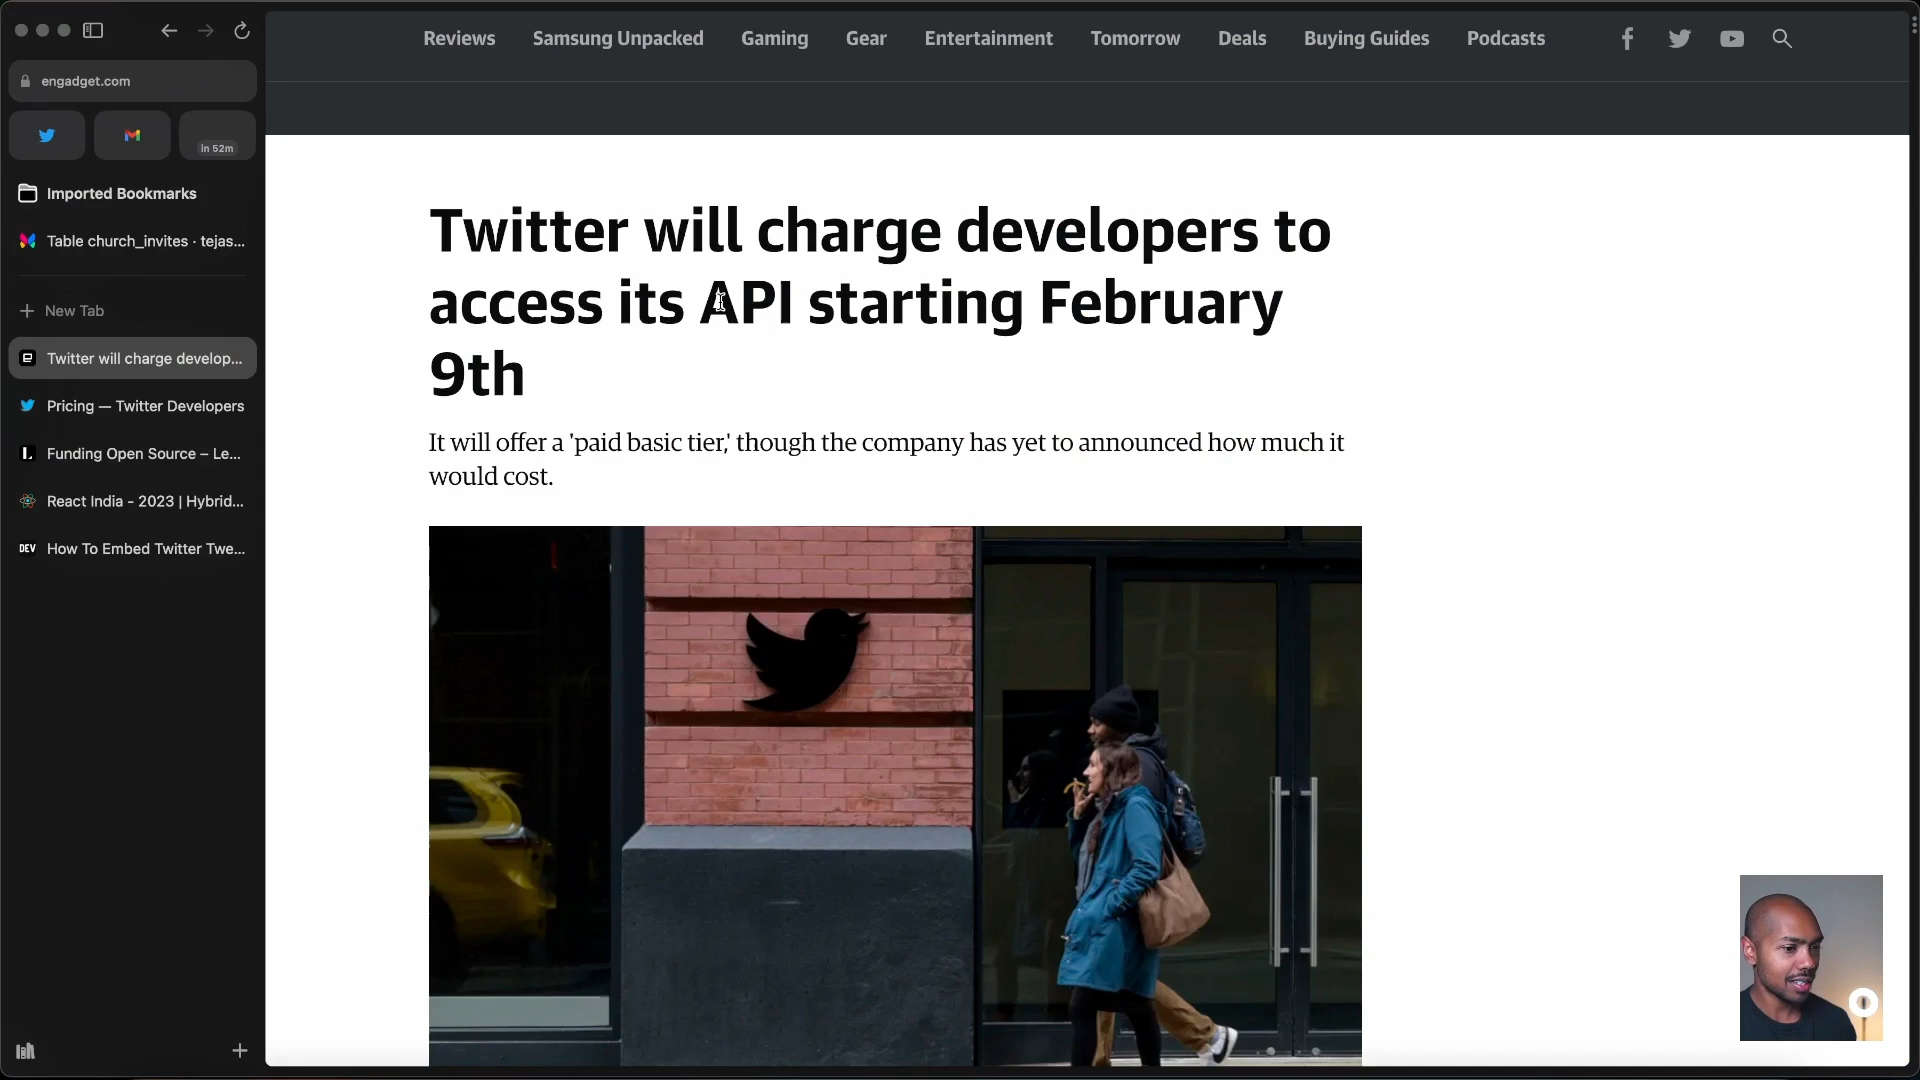 engadget.com
in 52m
Imported Bookmarks
Table church_invites · tejas...
New Tab
Twitter will charge develop...
Pricing — Twitter Developers
Funding Open Source – Le...
React India - 2023 | Hybrid...
DEV How To Embed Twitter Twe...
Reviews Samsung Unpacked Gaming Gear Entertainment Tomorrow Deals Buying Guides Podcasts
Twitter will charge developers to
access its API starting February
9th
It will offer a 'paid basic tier,' though the company has yet to announced how much it
would cost.